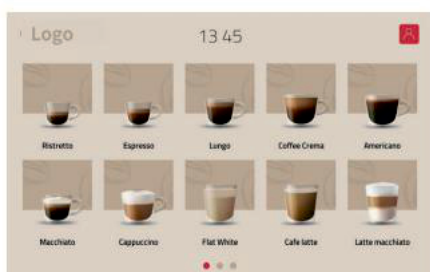 Logo
13 45
Ristretto Espresso Lungo Coffee Crema Americano
Macchiato Cappuccino Flat White Cafe latte Latte macchiato